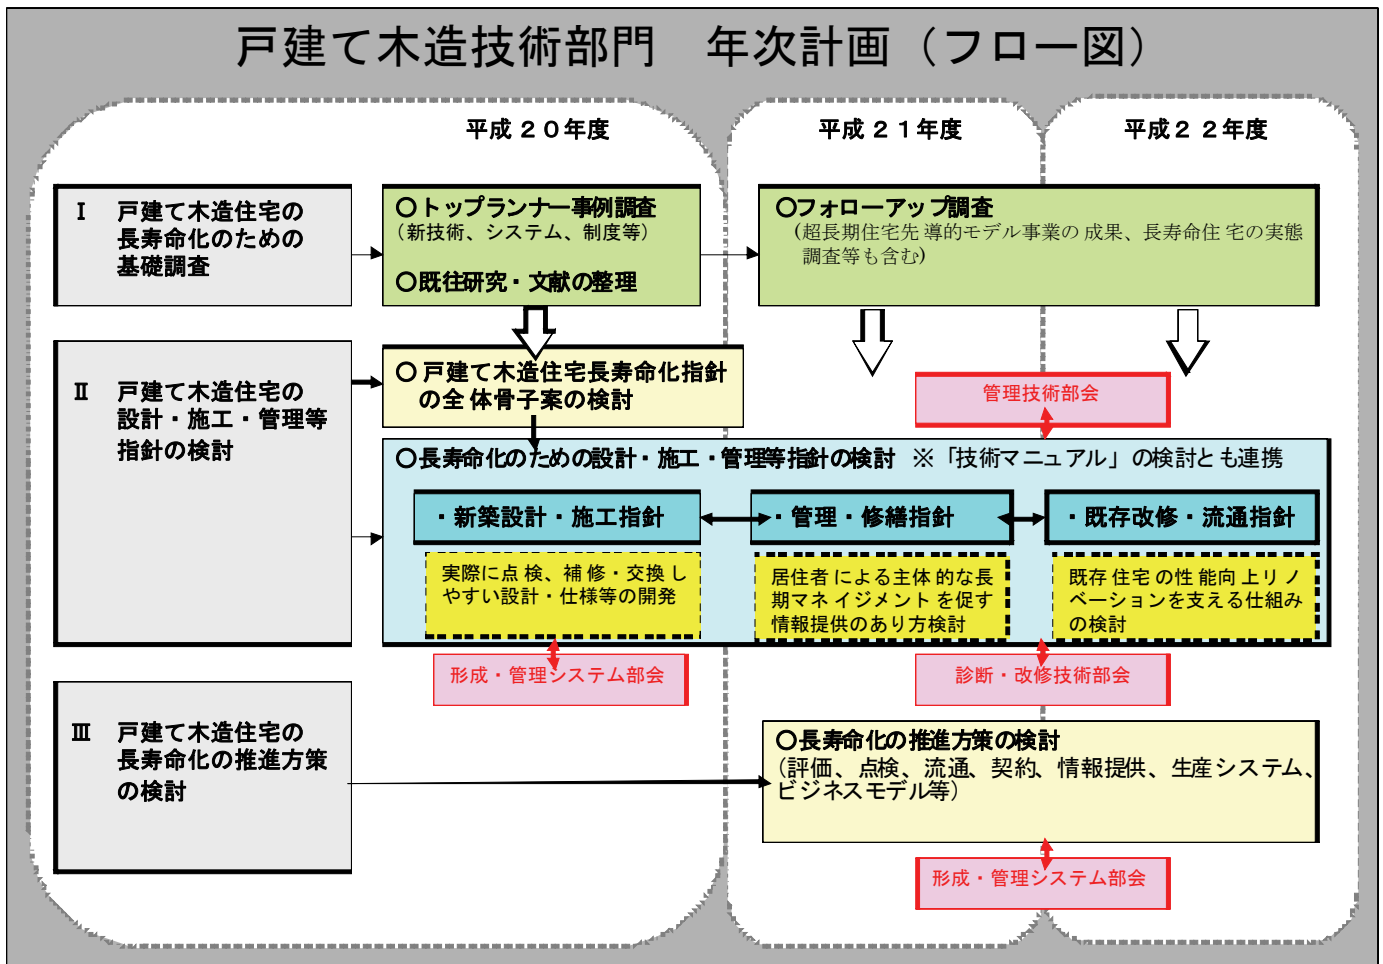 戸建て木造技術部門　年次計画（フロー図）
平成２０年度
平成２１年度
平成２２年度
Ⅰ　戸建て木造住宅の
長寿命化のための
基礎調査
○トップランナー事例調査
（新技術、システム、制度等）
○既往研究・文献の整理
○フォローアップ調査
（超長期住宅先導的モデル事業の成果、長寿命住宅の実態
調査等も含む）
Ⅱ　戸建て木造住宅の
設計・施工・管理等
指針の検討
○戸建て木造住宅長寿命化指針
の全体骨子案の検討
管理技術部会
○長寿命化のための設計・施工・管理等指針の検討　※「技術マニュアル」の検討とも連携
・新築設計・施工指針
・管理・修繕指針
・既存改修・流通指針
実際に点検、補修・交換し
やすい設計・仕様等の開発
居住者による主体的な長
期マネイジメントを促す
情報提供のあり方検討
既存住宅の性能向上リノ
ベーションを支える仕組み
の検討
形成・管理システム部会
診断・改修技術部会
Ⅲ　戸建て木造住宅の
長寿命化の推進方策
の検討
○長寿命化の推進方策の検討
（評価、点検、流通、契約、情報提供、生産システム、
ビジネスモデル等）
形成・管理システム部会